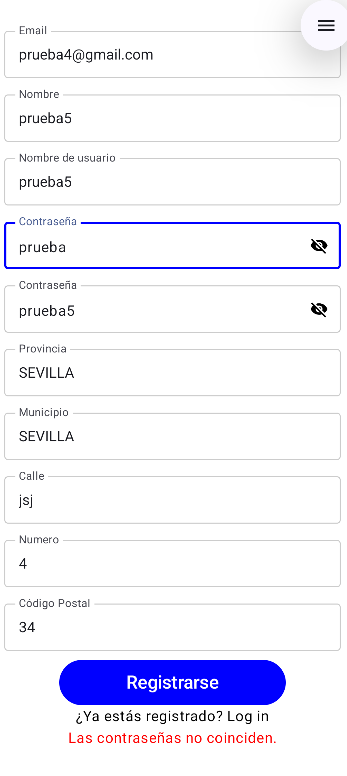 Email
prueba4@gmail.com
Nombre
prueba5
Nombre de usuario
prueba5
Contraseña
prueba
Contraseña
prueba5
Provincia
SEVILLA
Municipio
SEVILLA
Calle
jsj
Numero
4
Código Postal
34
Registrarse
¿Ya estás registrado? Log in
Las contraseñas no coinciden.